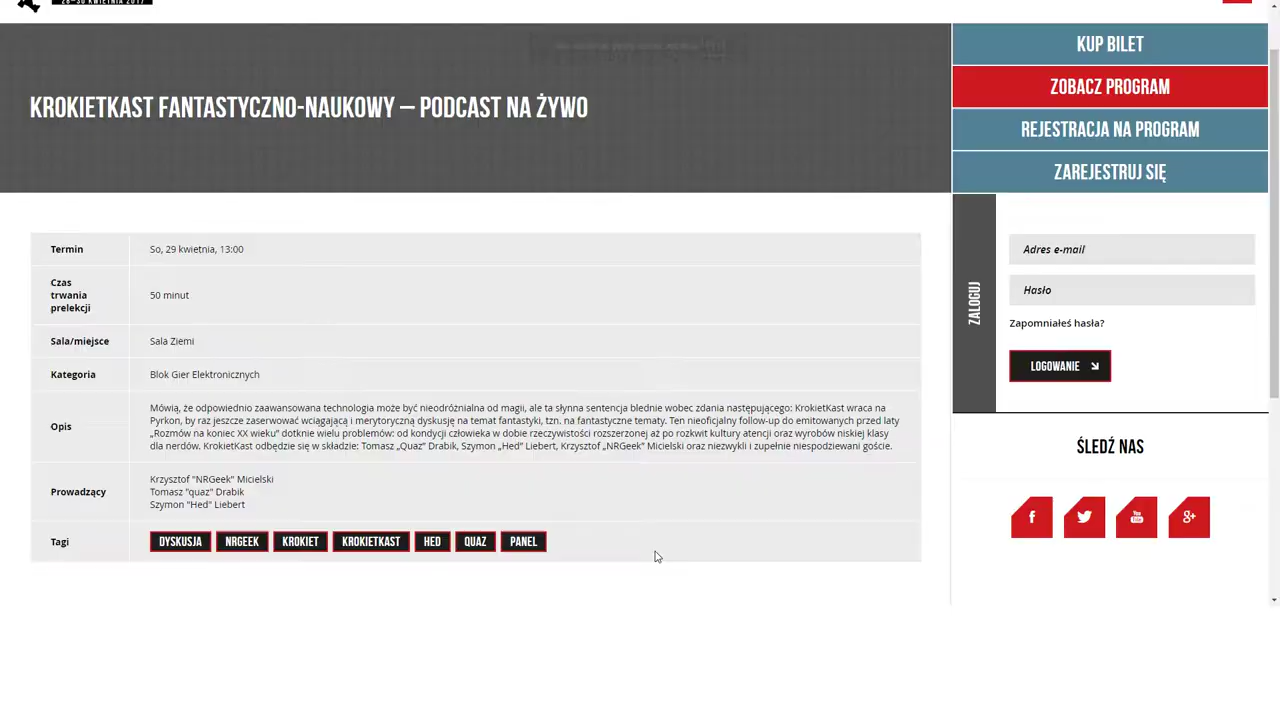 28–30 KWIETNIA 2017
KROKIETKAST FANTASTYCZNO-NAUKOWY – PODCAST NA ŻYWO
Termin
So, 29 kwietnia, 13:00
Czas
trwania
prelekcji
50 minut
Sala/miejsce
Sala Ziemi
Kategoria
Blok Gier Elektronicznych
Opis
Mówią, że odpowiednio zaawansowana technologia może być nieodróżnialna od magii, ale ta słynna sentencja blednie wobec zdania następującego: KrokietKast wraca na
Pyrkon, by raz jeszcze zaserwować wciągającą i merytoryczną dyskusję na temat fantastyki, tzn. na fantastyczne tematy. Ten nieoficjalny follow-up do emitowanych przed laty
„Rozmów na koniec XX wieku” dotknie wielu problemów: od kondycji człowieka w dobie rzeczywistości rozszerzonej aż po rozkwit kultury atencji oraz wyrobów niskiej klasy
dla nerdów. KrokietKast odbędzie się w składzie: Tomasz „Quaz” Drabik, Szymon „Hed” Liebert, Krzysztof „NRGeek” Micielski oraz niezwykli i zupełnie niespodziewani goście.
Prowadzący
Krzysztof "NRGeek" Micielski
Tomasz "quaz" Drabik
Szymon "Hed" Liebert
Tagi
DYSKUSJA NRGEEK KROKIET KROKIETKAST HED QUAZ PANEL
KUP BILET
ZOBACZ PROGRAM
REJESTRACJA NA PROGRAM
ZAREJESTRUJ SIĘ
ZALOGUJ
Adres e-mail
Hasło
Zapomniałeś hasła?
LOGOWANIE
ŚLEDŹ NAS
f
You Tube
g+